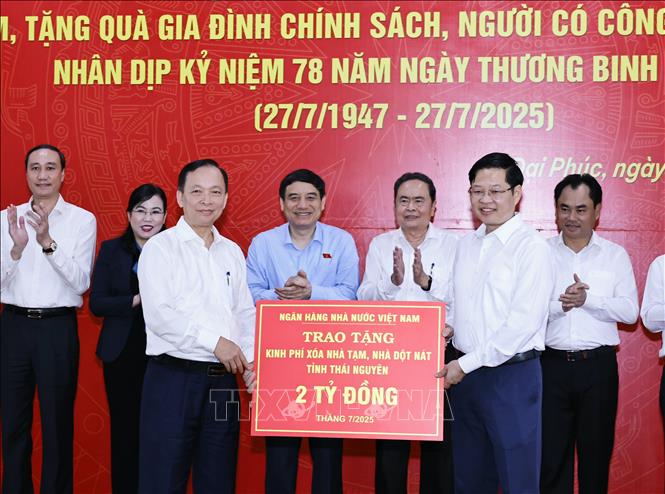 M, TẶNG QUÀ GIA ĐÌNH CHÍNH SÁCH, NGƯỜI CÓ CÔNG
NHÂN DỊP KỶ NIỆM 78 NĂM NGÀY THƯƠNG BINH
(27/7/1947 - 27/7/2025)
Đại Phúc, ngày
NGÂN HÀNG NHÀ NƯỚC VIỆT NAM
TRAO TẶNG
KINH PHÍ XÓA NHÀ TẠM, NHÀ DỘT NÁT
TỈNH THÁI NGUYÊN
2 TỶ ĐỒNG
THÁNG 7/2025
TTXVN-VNA